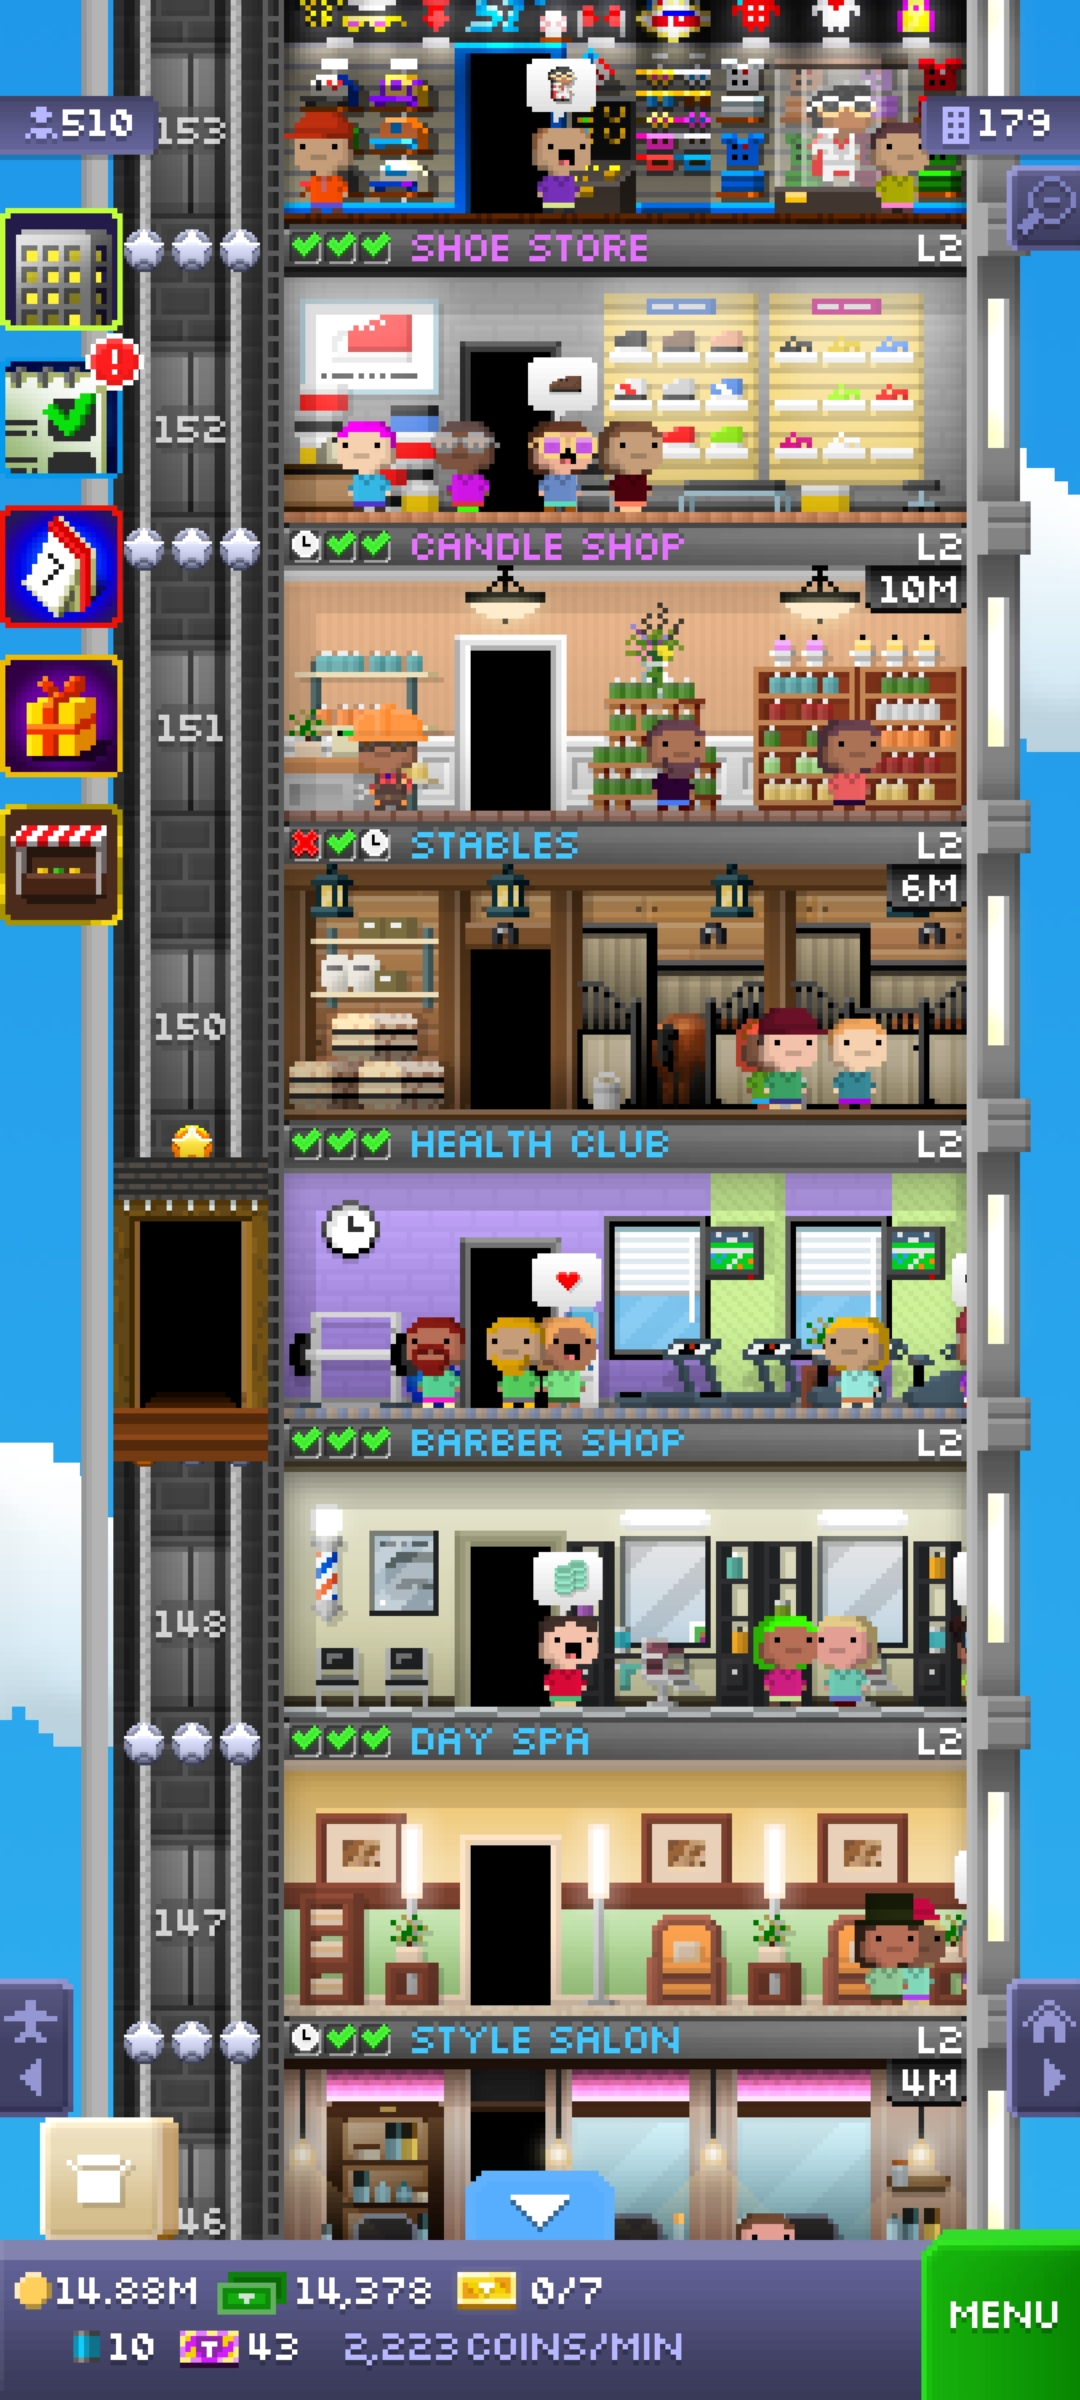 510
153
179
SHOE STORE L2
152
CANDLE SHOP L2
10M
151
STABLES L2
6M
150
HEALTH CLUB L2
BARBER SHOP L2
148
DAY SPA L2
147
STYLE SALON L2
4M
46
14.88M 14,378 0/7
10 T 43 2,223 COINS/MIN
MENU